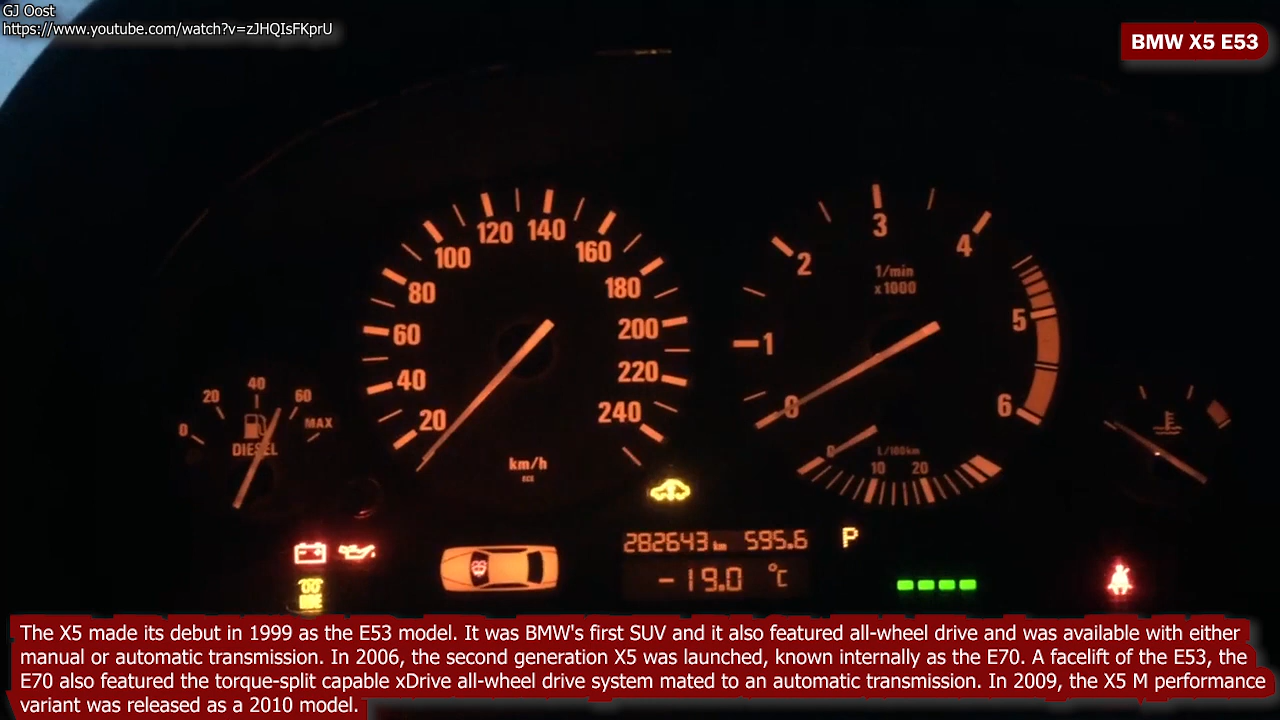 GJ Oost
https://www.youtube.com/watch?v=zJHQIsFKprU
BMW X5 E53
20 40 60 80 100 120 140 160 180 200 220 240
km/h
ECE
0 1 2 3 4 5 6
1/min
x1000
0 20 40 60 MAX
DIESEL
0 10 20
L/100km
282643 km 595.6
P
-19.0 °C
The X5 made its debut in 1999 as the E53 model. It was BMW's first SUV and it also featured all-wheel drive and was available with either
manual or automatic transmission. In 2006, the second generation X5 was launched, known internally as the E70. A facelift of the E53, the
E70 also featured the torque-split capable xDrive all-wheel drive system mated to an automatic transmission. In 2009, the X5 M performance
variant was released as a 2010 model.